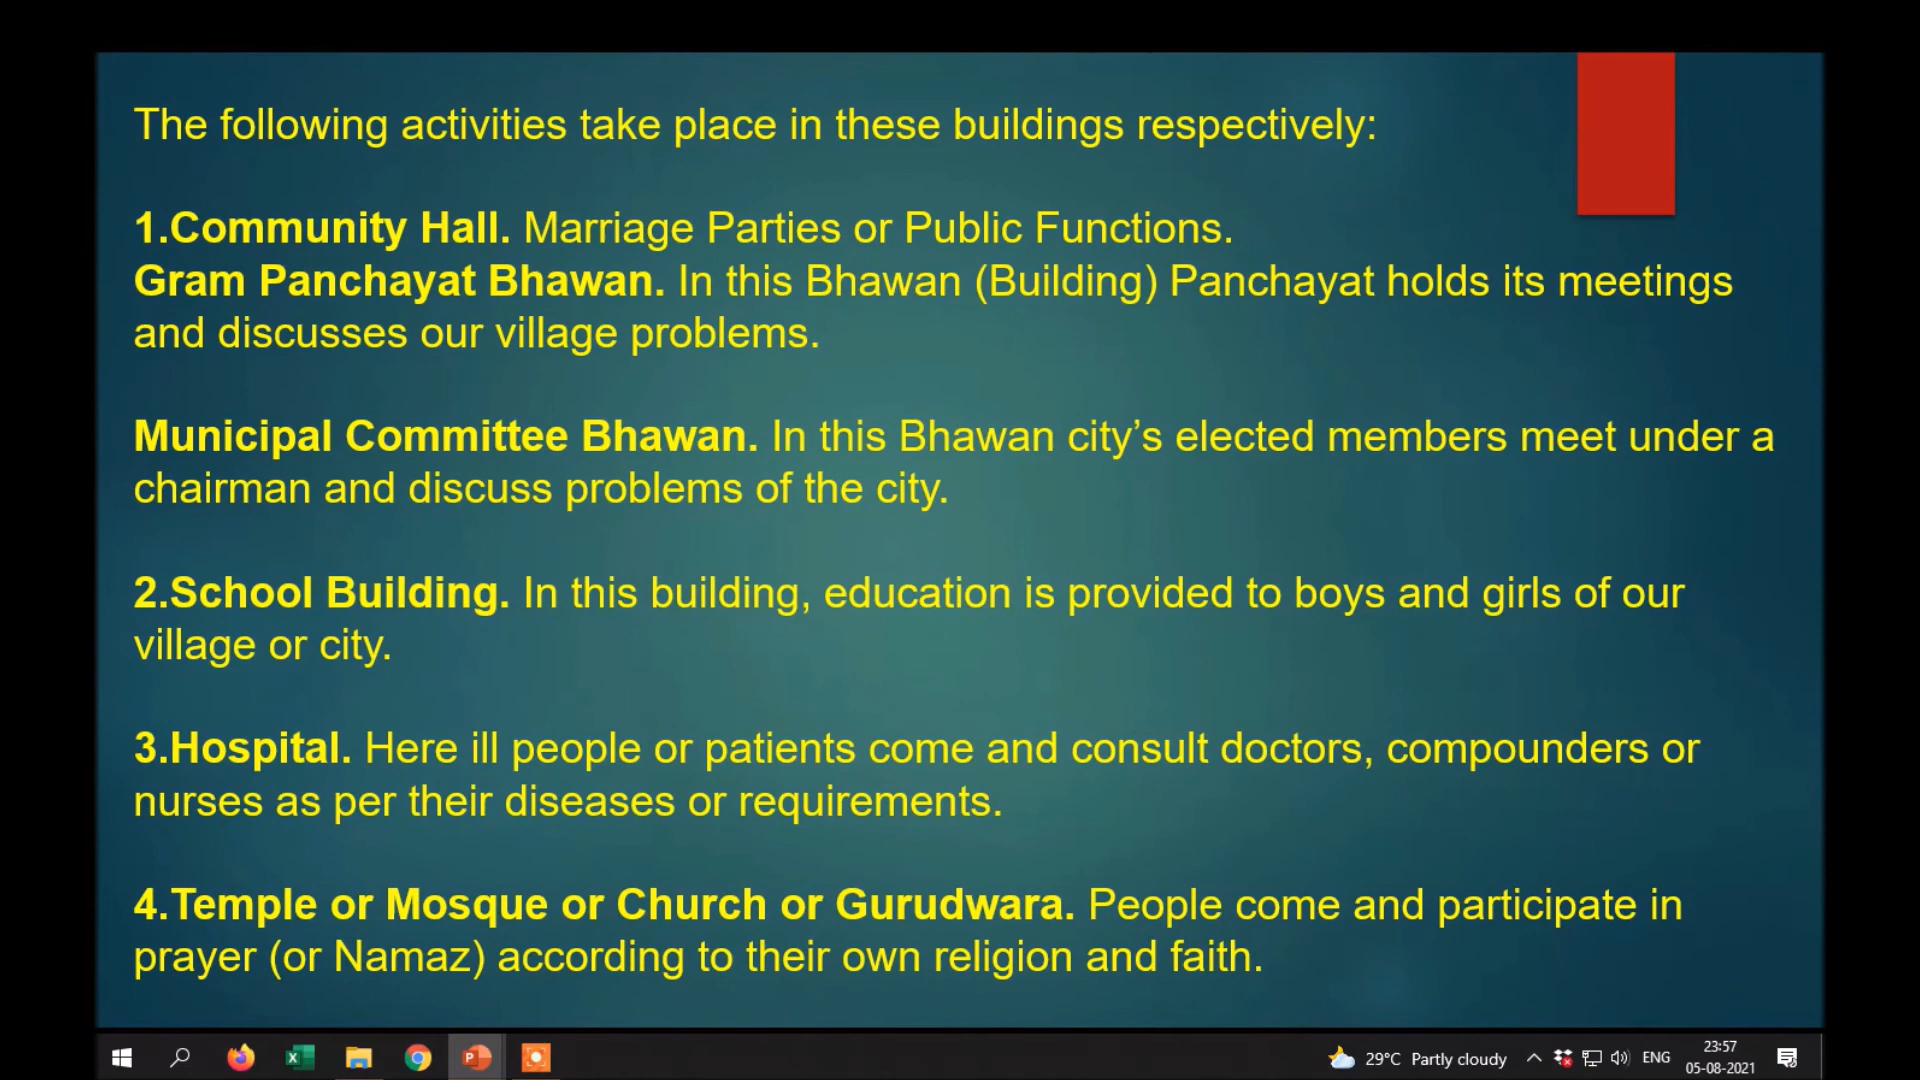 The following activities take place in these buildings respectively:
1.Community Hall. Marriage Parties or Public Functions.
Gram Panchayat Bhawan. In this Bhawan (Building) Panchayat holds its meetings
and discusses our village problems.
Municipal Committee Bhawan. In this Bhawan city’s elected members meet under a
chairman and discuss problems of the city.
2.School Building. In this building, education is provided to boys and girls of our
village or city.
3.Hospital. Here ill people or patients come and consult doctors, compounders or
nurses as per their diseases or requirements.
4.Temple or Mosque or Church or Gurudwara. People come and participate in
prayer (or Namaz) according to their own religion and faith.
29°C Partly cloudy
ENG
23:57
05-08-2021